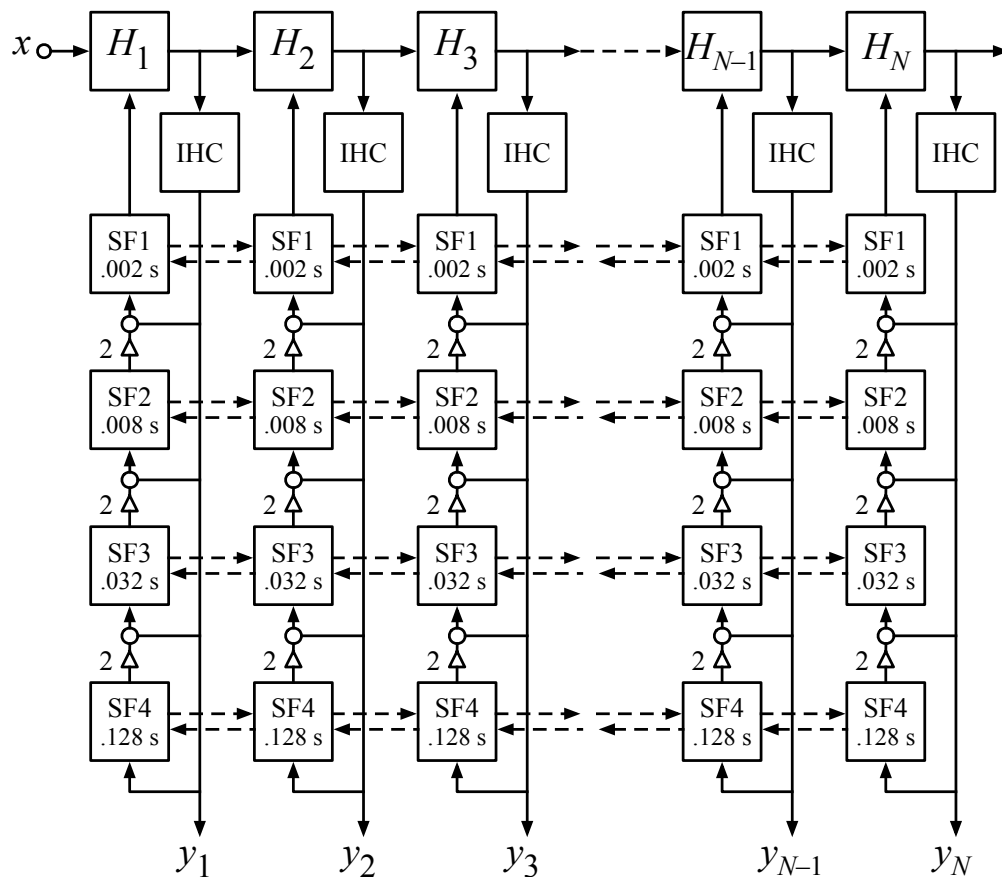 x H1 H2 H3 HN–1 HN
IHC IHC IHC IHC IHC
SF1 SF1 SF1 SF1 SF1
.002 s .002 s .002 s .002 s .002 s
2 2 2 2 2
SF2 SF2 SF2 SF2 SF2
.008 s .008 s .008 s .008 s .008 s
2 2 2 2 2
SF3 SF3 SF3 SF3 SF3
.032 s .032 s .032 s .032 s .032 s
2 2 2 2 2
SF4 SF4 SF4 SF4 SF4
.128 s .128 s .128 s .128 s .128 s
y1 y2 y3 yN–1 yN